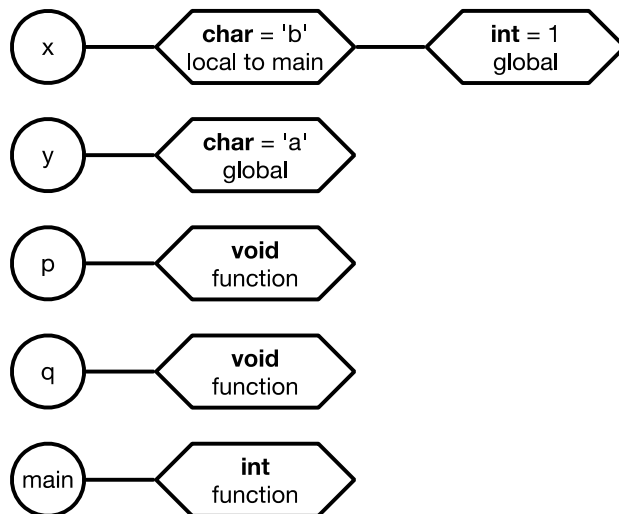 x
char = 'b'
local to main
int = 1
global
y
char = 'a'
global
p
void
function
q
void
function
main
int
function